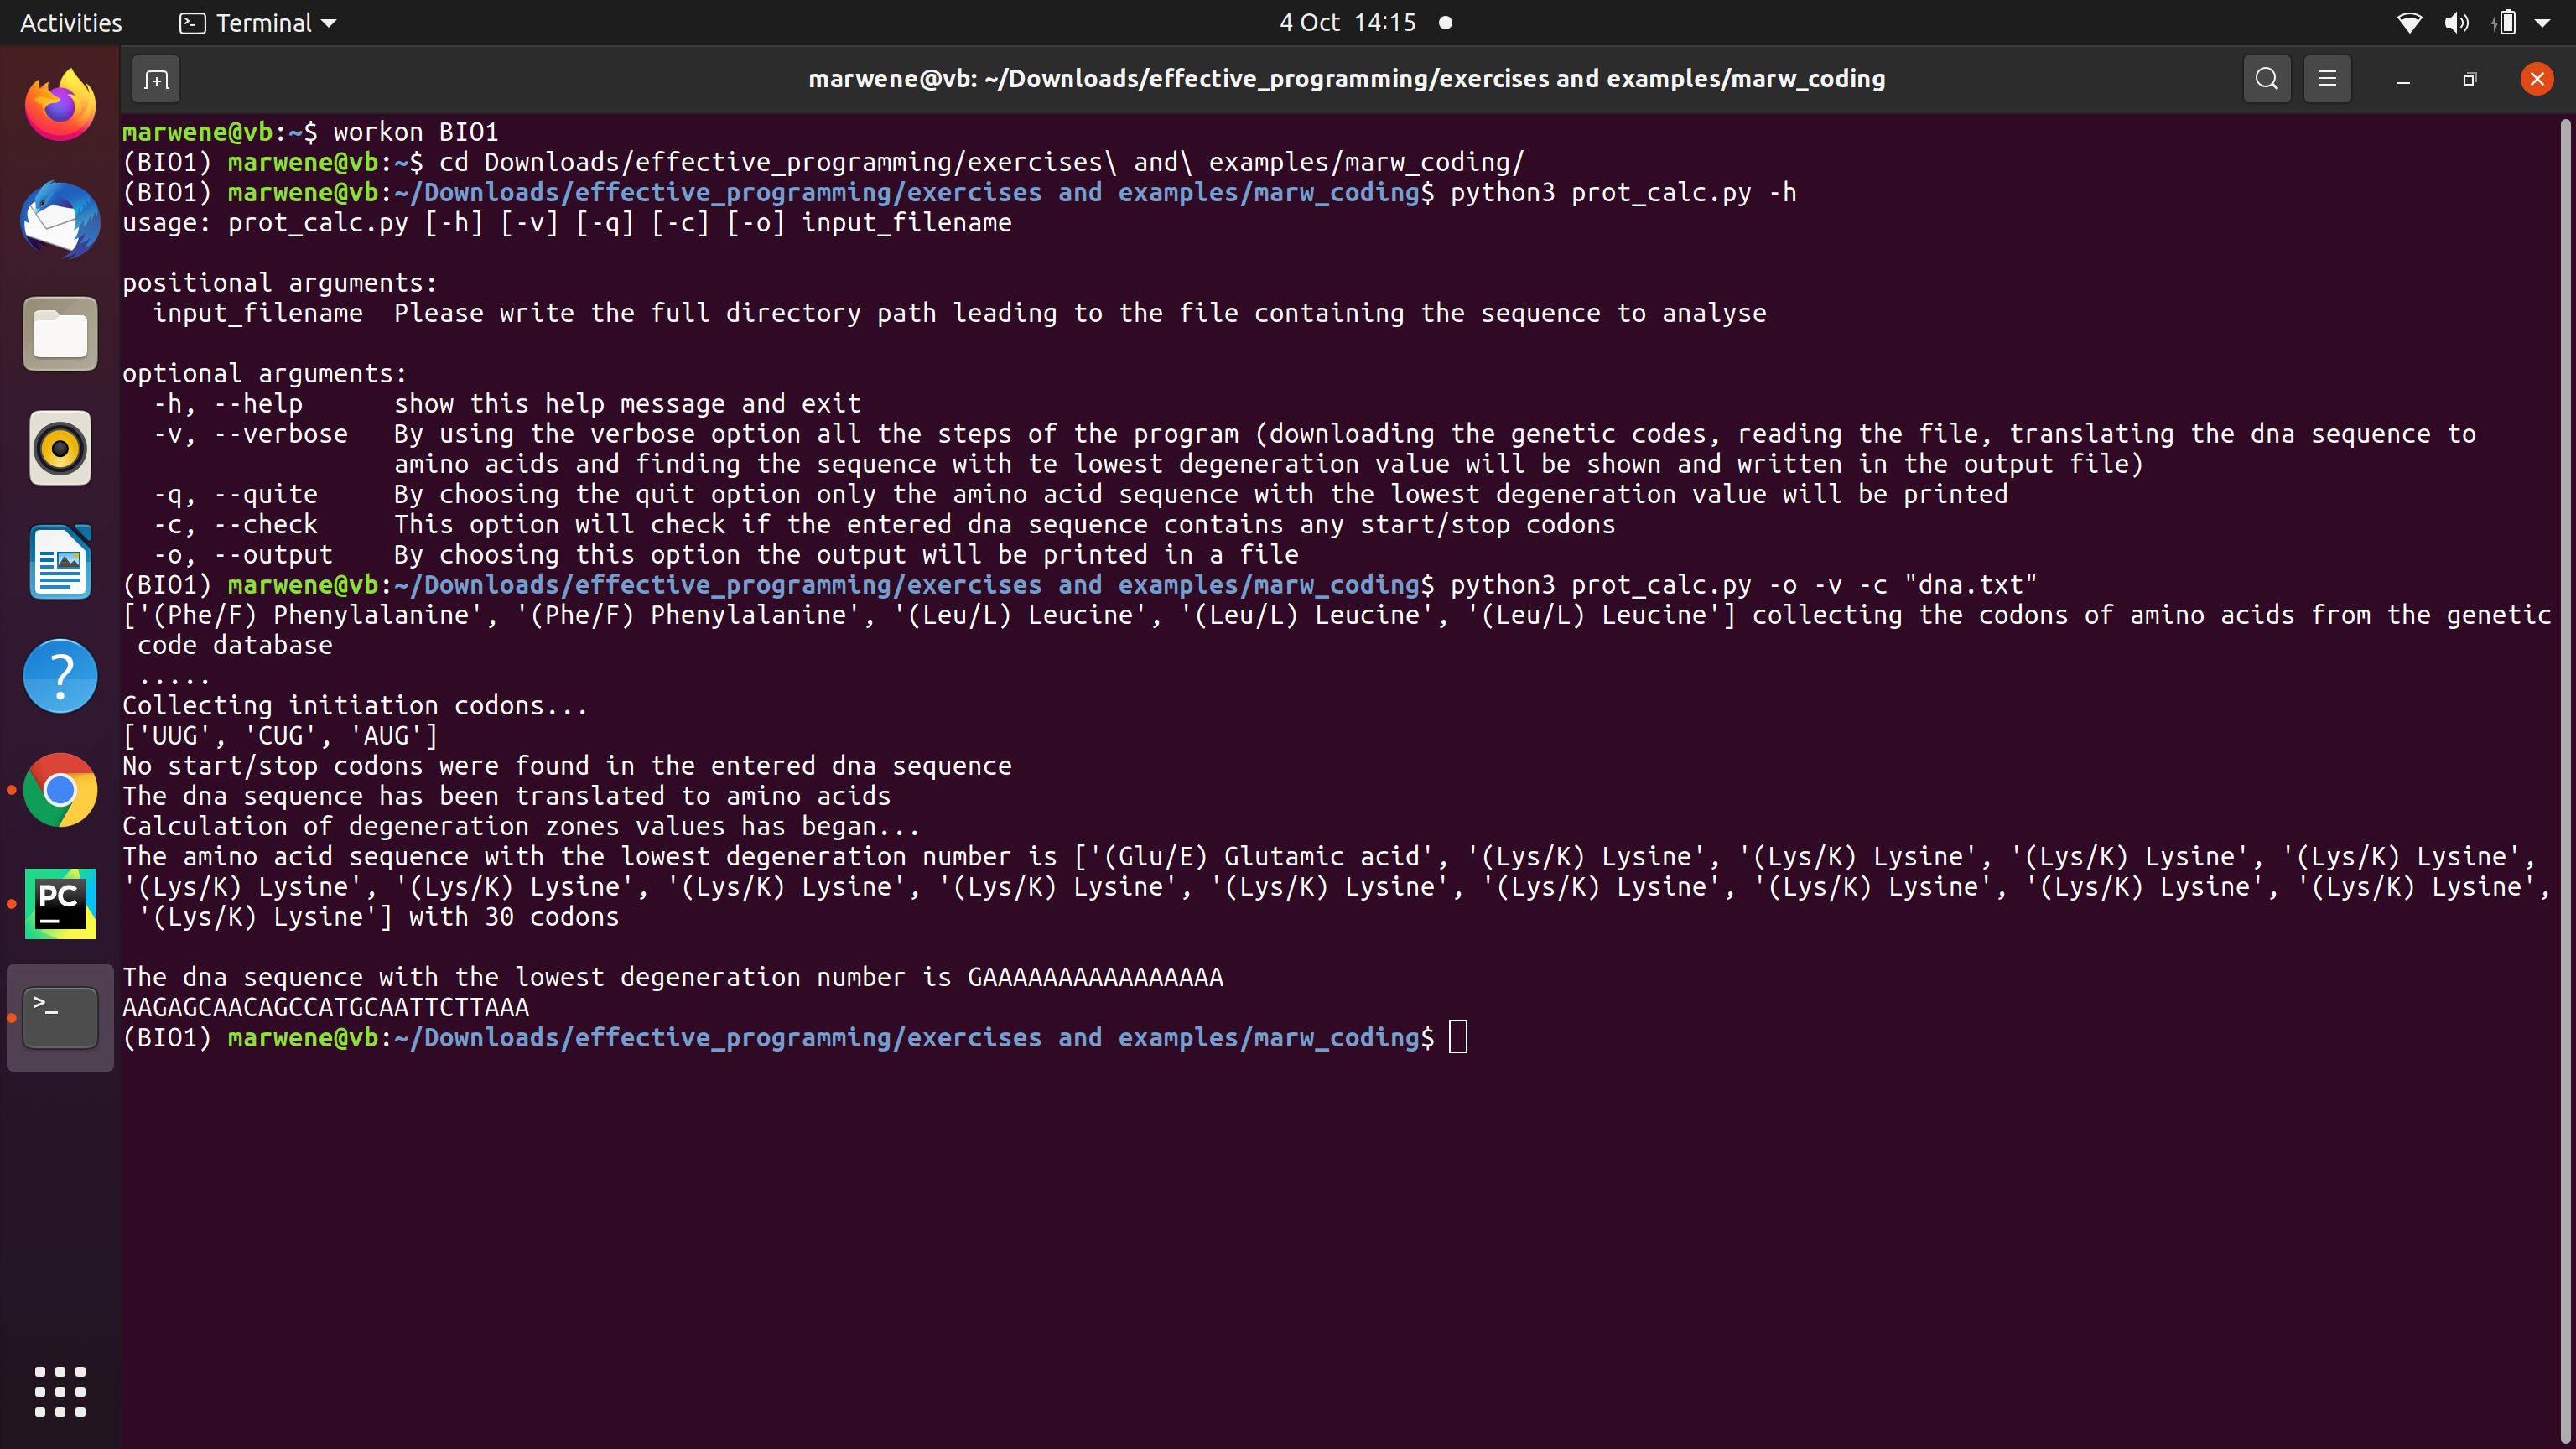 Activities Terminal 4 Oct 14:15
marwene@vb: ~/Downloads/effective_programming/exercises and examples/marw_coding
marwene@vb:~$ workon BIO1
(BIO1) marwene@vb:~$ cd Downloads/effective_programming/exercises\ and\ examples/marw_coding/
(BIO1) marwene@vb:~/Downloads/effective_programming/exercises and examples/marw_coding$ python3 prot_calc.py -h
usage: prot_calc.py [-h] [-v] [-q] [-c] [-o] input_filename
positional arguments:
  input_filename  Please write the full directory path leading to the file containing the sequence to analyse
optional arguments:
  -h, --help      show this help message and exit
  -v, --verbose   By using the verbose option all the steps of the program (downloading the genetic codes, reading the file, translating the dna sequence to
                  amino acids and finding the sequence with te lowest degeneration value will be shown and written in the output file)
  -q, --quite     By choosing the quit option only the amino acid sequence with the lowest degeneration value will be printed
  -c, --check     This option will check if the entered dna sequence contains any start/stop codons
  -o, --output    By choosing this option the output will be printed in a file
(BIO1) marwene@vb:~/Downloads/effective_programming/exercises and examples/marw_coding$ python3 prot_calc.py -o -v -c "dna.txt"
['(Phe/F) Phenylalanine', '(Phe/F) Phenylalanine', '(Leu/L) Leucine', '(Leu/L) Leucine', '(Leu/L) Leucine'] collecting the codons of amino acids from the genetic
 code database
 .....
Collecting initiation codons...
['UUG', 'CUG', 'AUG']
No start/stop codons were found in the entered dna sequence
The dna sequence has been translated to amino acids
Calculation of degeneration zones values has began...
The amino acid sequence with the lowest degeneration number is ['(Glu/E) Glutamic acid', '(Lys/K) Lysine', '(Lys/K) Lysine', '(Lys/K) Lysine', '(Lys/K) Lysine',
'(Lys/K) Lysine', '(Lys/K) Lysine', '(Lys/K) Lysine', '(Lys/K) Lysine', '(Lys/K) Lysine', '(Lys/K) Lysine', '(Lys/K) Lysine', '(Lys/K) Lysine', '(Lys/K) Lysine',
 '(Lys/K) Lysine'] with 30 codons
The dna sequence with the lowest degeneration number is GAAAAAAAAAAAAAAAA
AAGAGCAACAGCCATGCAATTCTTAAA
(BIO1) marwene@vb:~/Downloads/effective_programming/exercises and examples/marw_coding$
PC